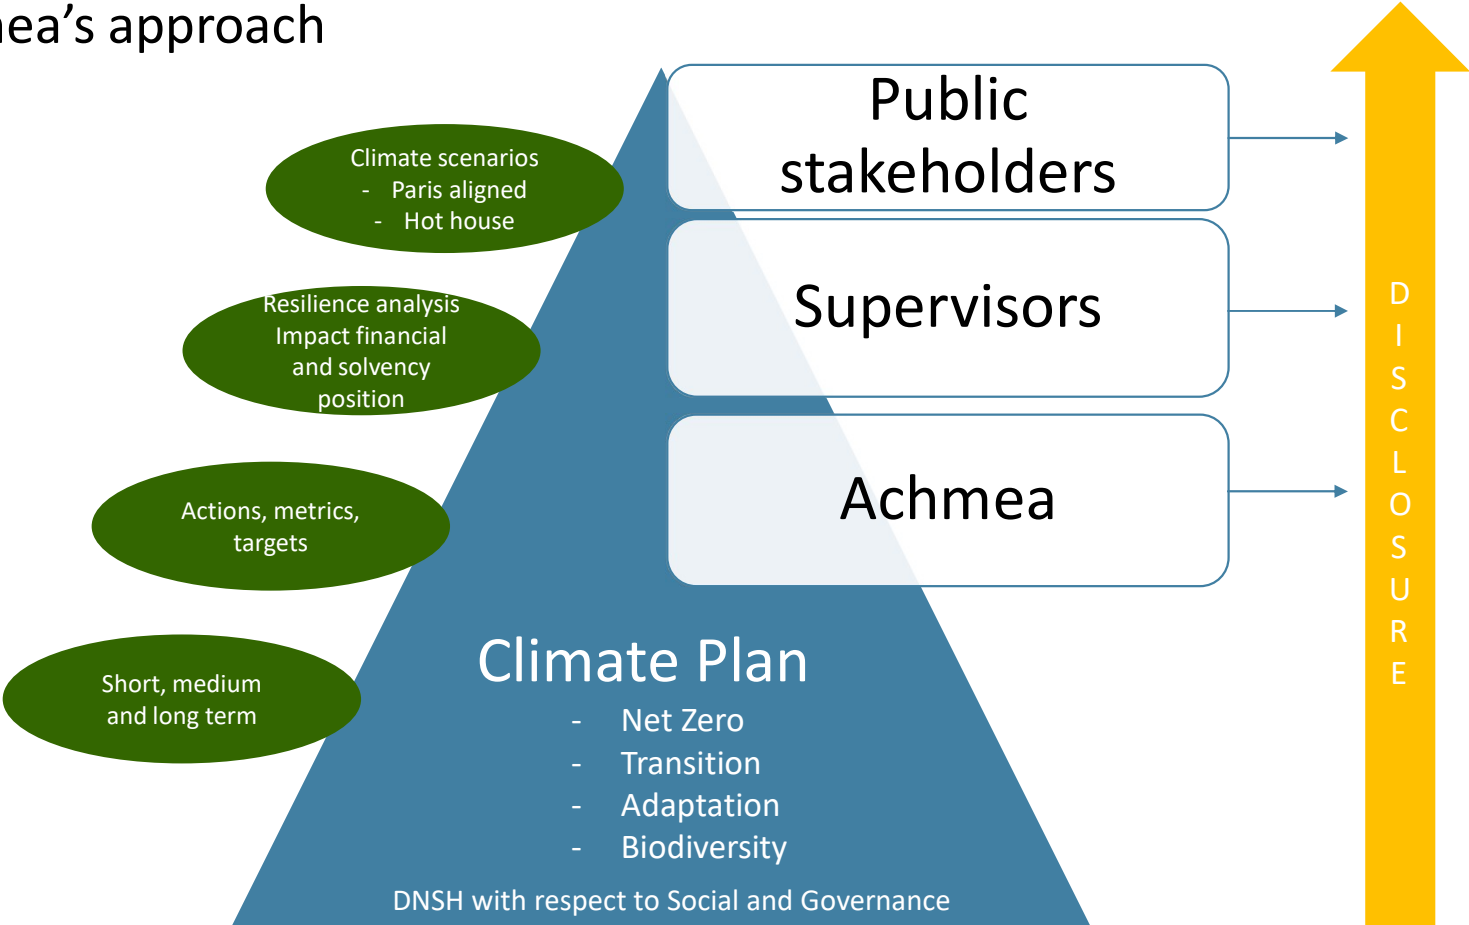 nea's approach
Public
stakeholders
Climate scenarios
- Paris aligned
- Hot house
Supervisors
Resilience analysis
Impact financial
and solvency
position
Achmea
Actions, metrics,
targets
Climate Plan
- Net Zero
- Transition
- Adaptation
- Biodiversity
Short, medium
and long term
DNSH with respect to Social and Governance
D
I
S
C
L
O
S
U
R
E